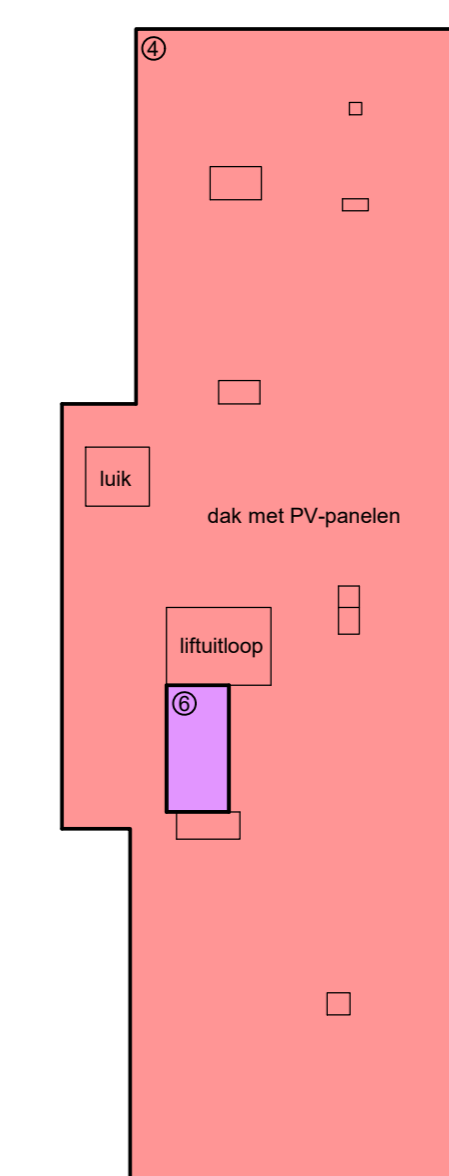 ④
luik
dak met PV-panelen
liftuitloop
⑥